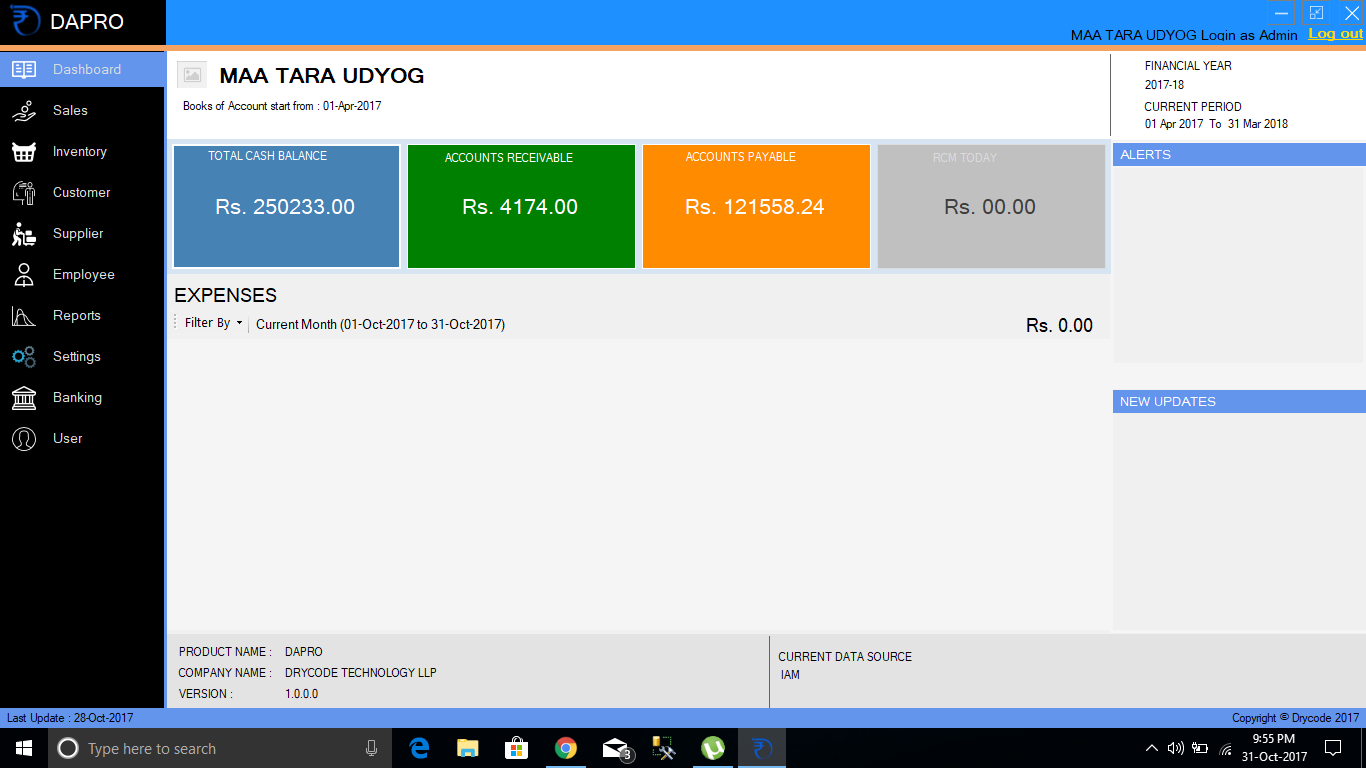 DAPRO
MAA TARA UDYOG Login as Admin
Log out
Dashboard
Sales
Inventory
Customer
Supplier
Employee
Reports
Settings
Banking
User
MAA TARA UDYOG
Books of Account start from : 01-Apr-2017
FINANCIAL YEAR
2017-18
CURRENT PERIOD
01 Apr 2017 To 31 Mar 2018
TOTAL CASH BALANCE
Rs. 250233.00
ACCOUNTS RECEIVABLE
Rs. 4174.00
ACCOUNTS PAYABLE
Rs. 121558.24
RCM TODAY
Rs. 00.00
ALERTS
EXPENSES
Filter By
Current Month (01-Oct-2017 to 31-Oct-2017)
Rs. 0.00
NEW UPDATES
PRODUCT NAME : DAPRO
COMPANY NAME : DRYCODE TECHNOLOGY LLP
VERSION : 1.0.0.0
CURRENT DATA SOURCE
IAM
Last Update : 28-Oct-2017
Copyright © Drycode 2017
Type here to search
3
9:55 PM
31-Oct-2017